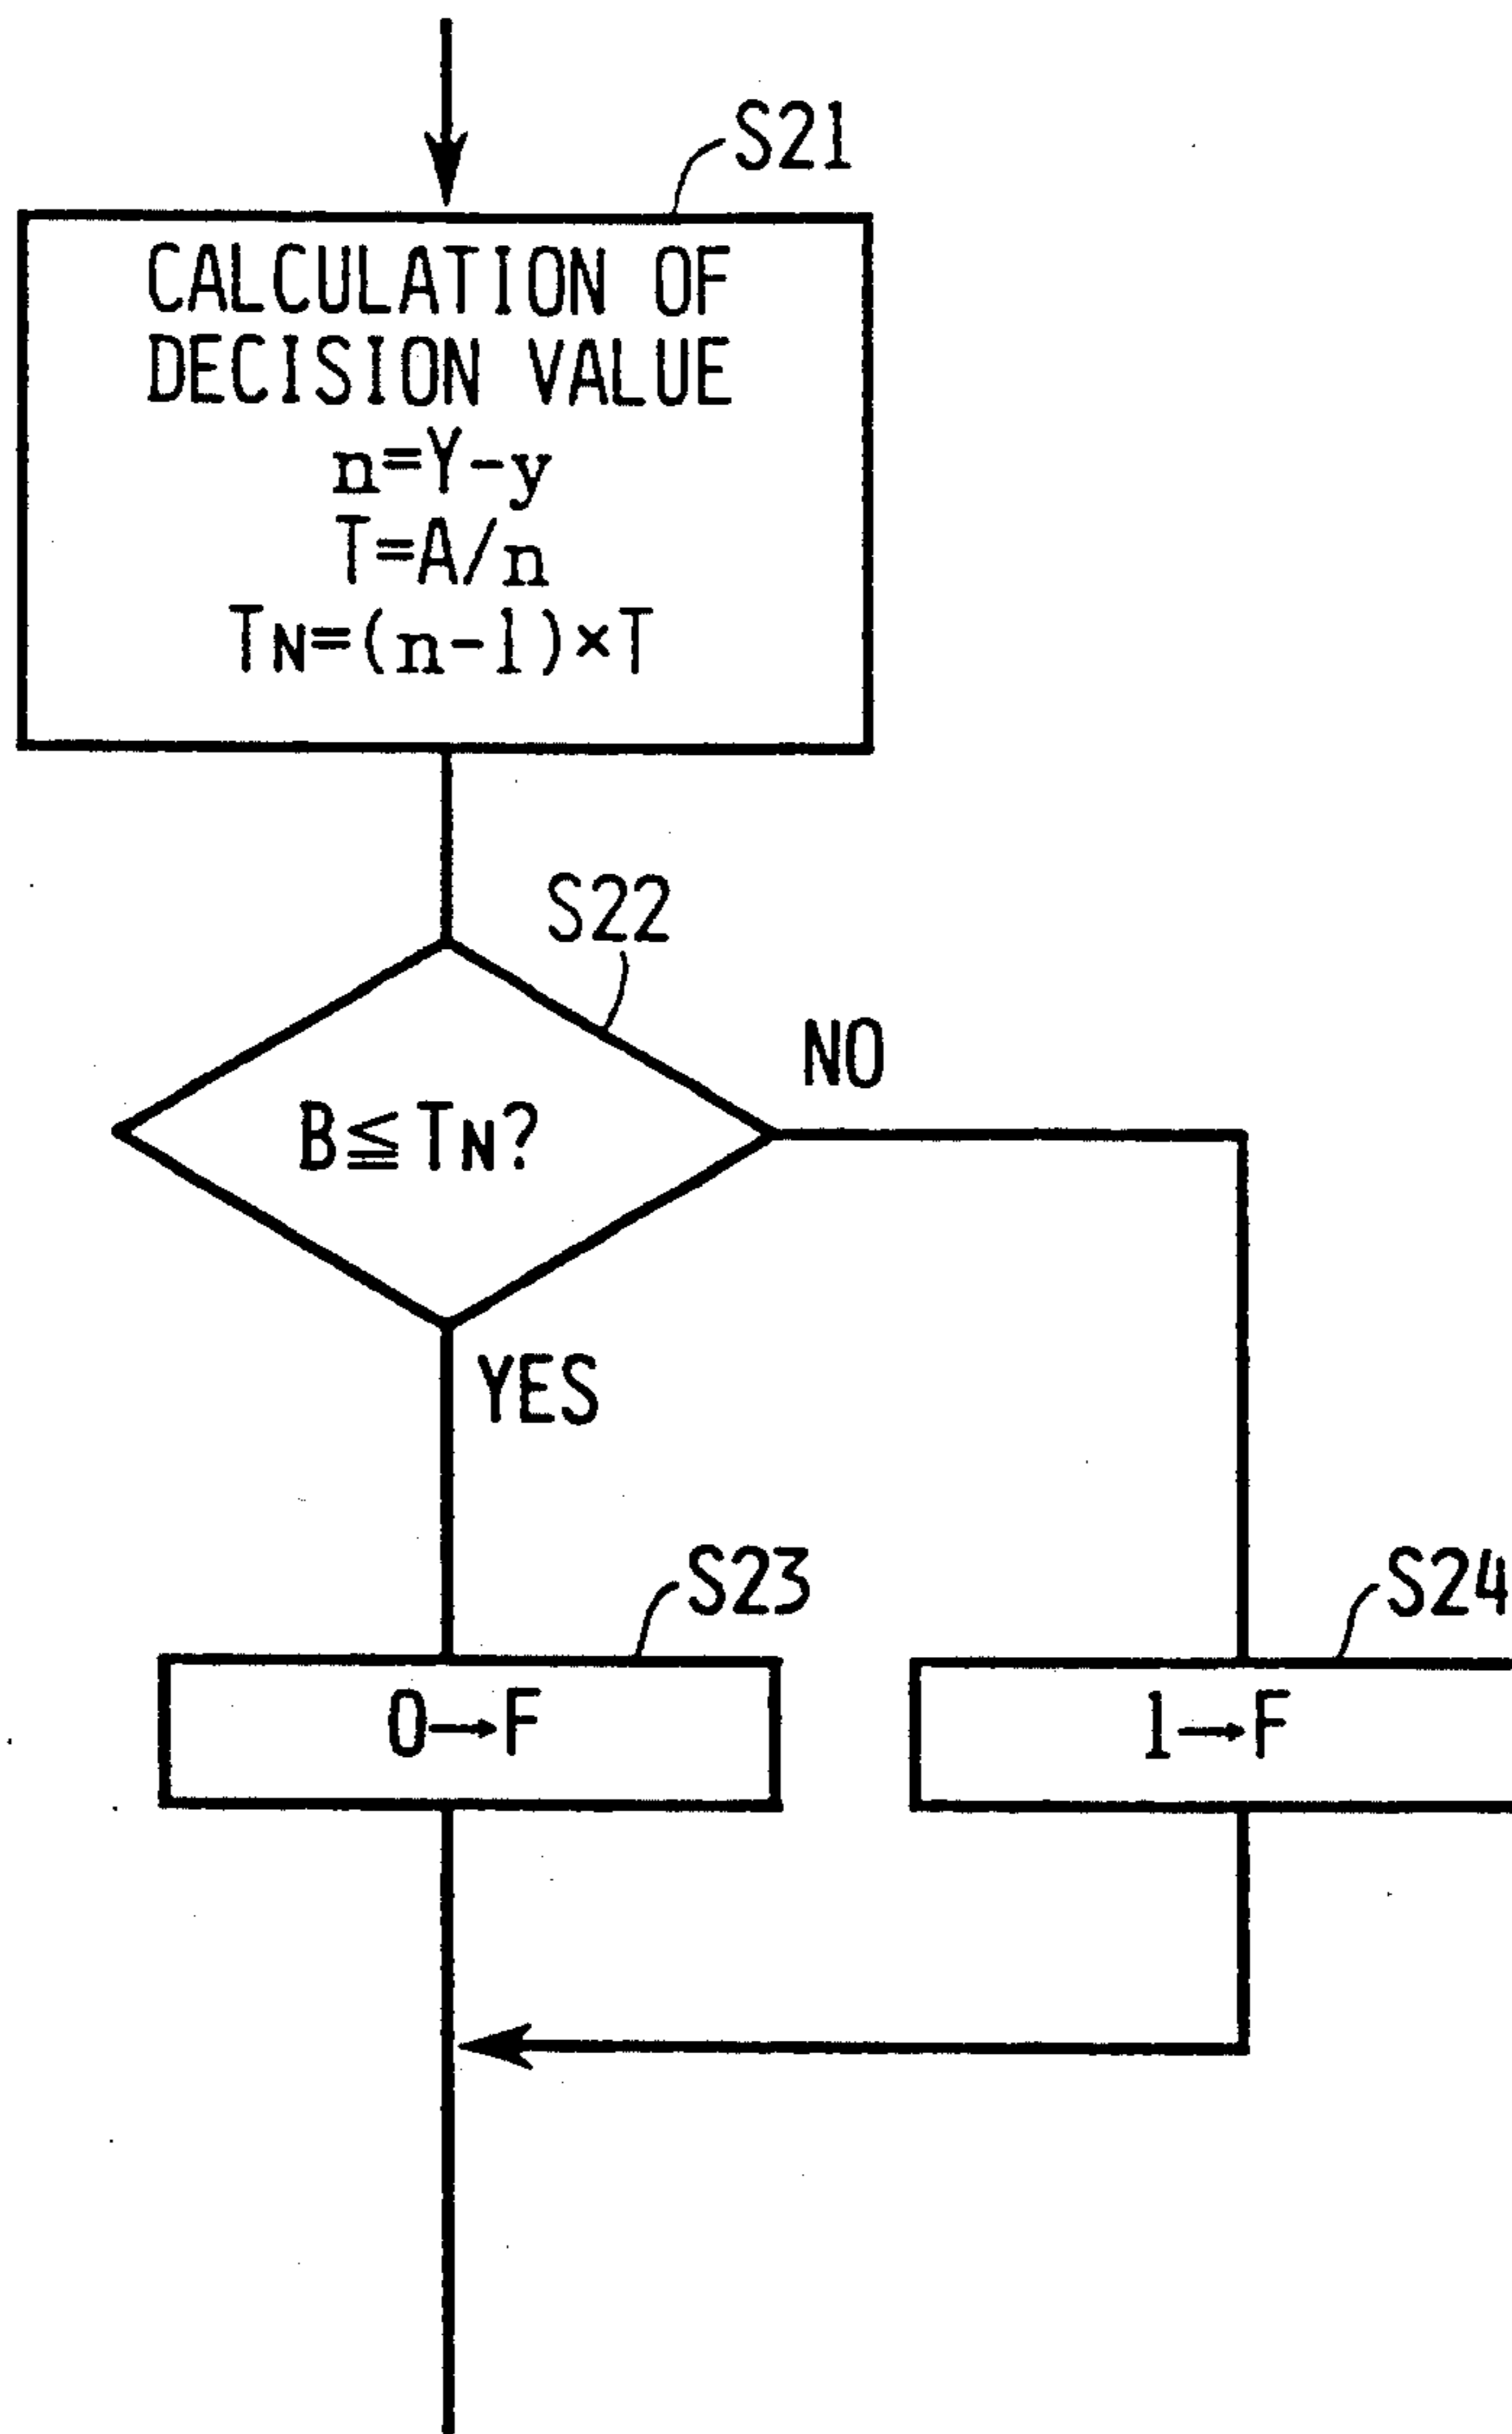 S21
CALCULATION OF
DECISION VALUE
n=Y-y
T=A/n
TN=(n-1)×T
S22
NO
B≦TN?
YES
S23
S24
0→F
1→F